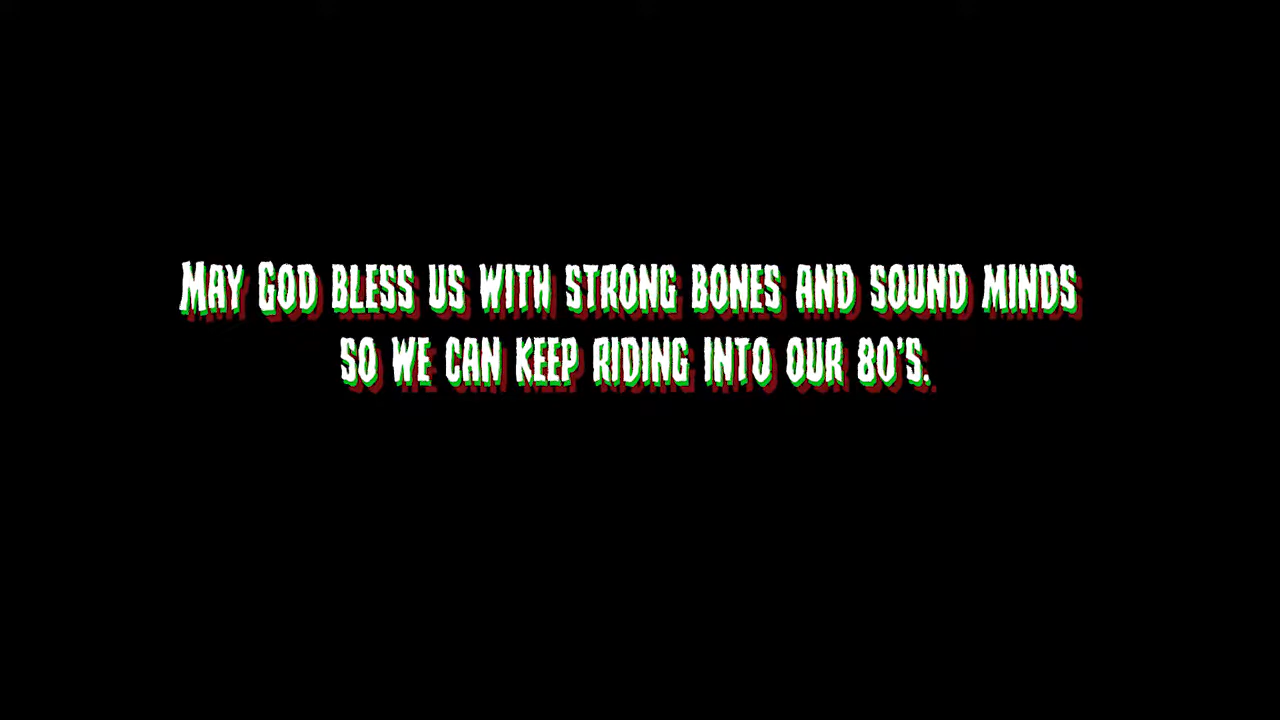 May God bless us with strong bones and sound minds
so we can keep riding into our 80's.